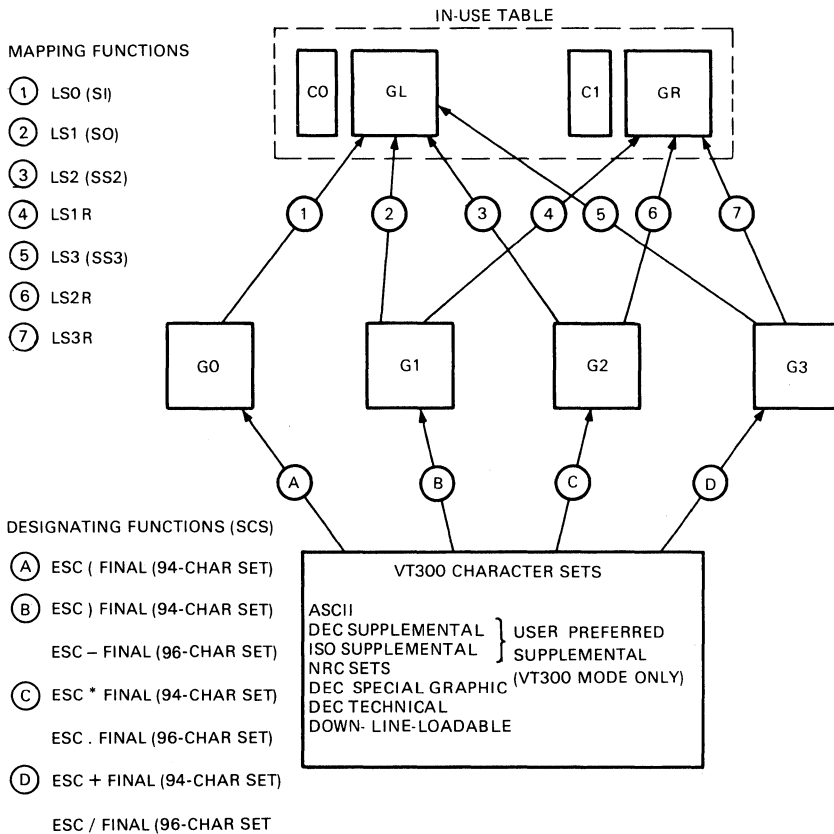 IN-USE TABLE
MAPPING FUNCTIONS
1 LS0 (SI)
2 LS1 (SO)
3 LS2 (SS2)
4 LS1R
5 LS3 (SS3)
6 LS2R
7 LS3R
C0 GL C1 GR
1 2 3 4 5 6 7
G0 G1 G2 G3
A B C D
DESIGNATING FUNCTIONS (SCS)
A ESC ( FINAL (94-CHAR SET)
B ESC ) FINAL (94-CHAR SET)
ESC – FINAL (96-CHAR SET)
C ESC * FINAL (94-CHAR SET)
ESC . FINAL (96-CHAR SET)
D ESC + FINAL (94-CHAR SET)
ESC / FINAL (96-CHAR SET
VT300 CHARACTER SETS
ASCII
DEC SUPPLEMENTAL
ISO SUPPLEMENTAL
NRC SETS
DEC SPECIAL GRAPHIC
DEC TECHNICAL
DOWN- LINE-LOADABLE
USER PREFERRED
SUPPLEMENTAL
(VT300 MODE ONLY)